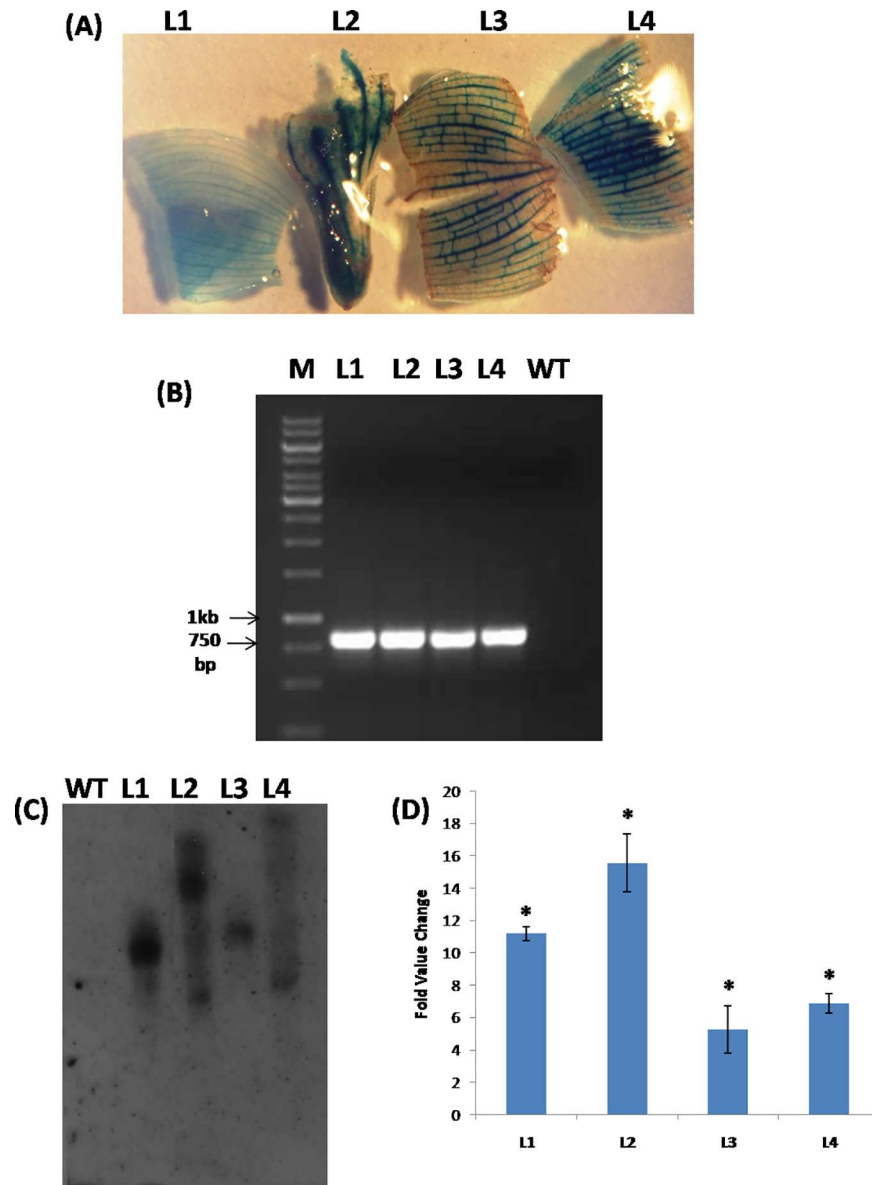 (A) L1 L2 L3 L4
(B) M L1 L2 L3 L4 WT
1kb
750
bp
(C) WT L1 L2 L3 L4
(D)
Fold Value Change
20
18
16
14
12
10
8
6
4
2
0
* * * *
L1 L2 L3 L4